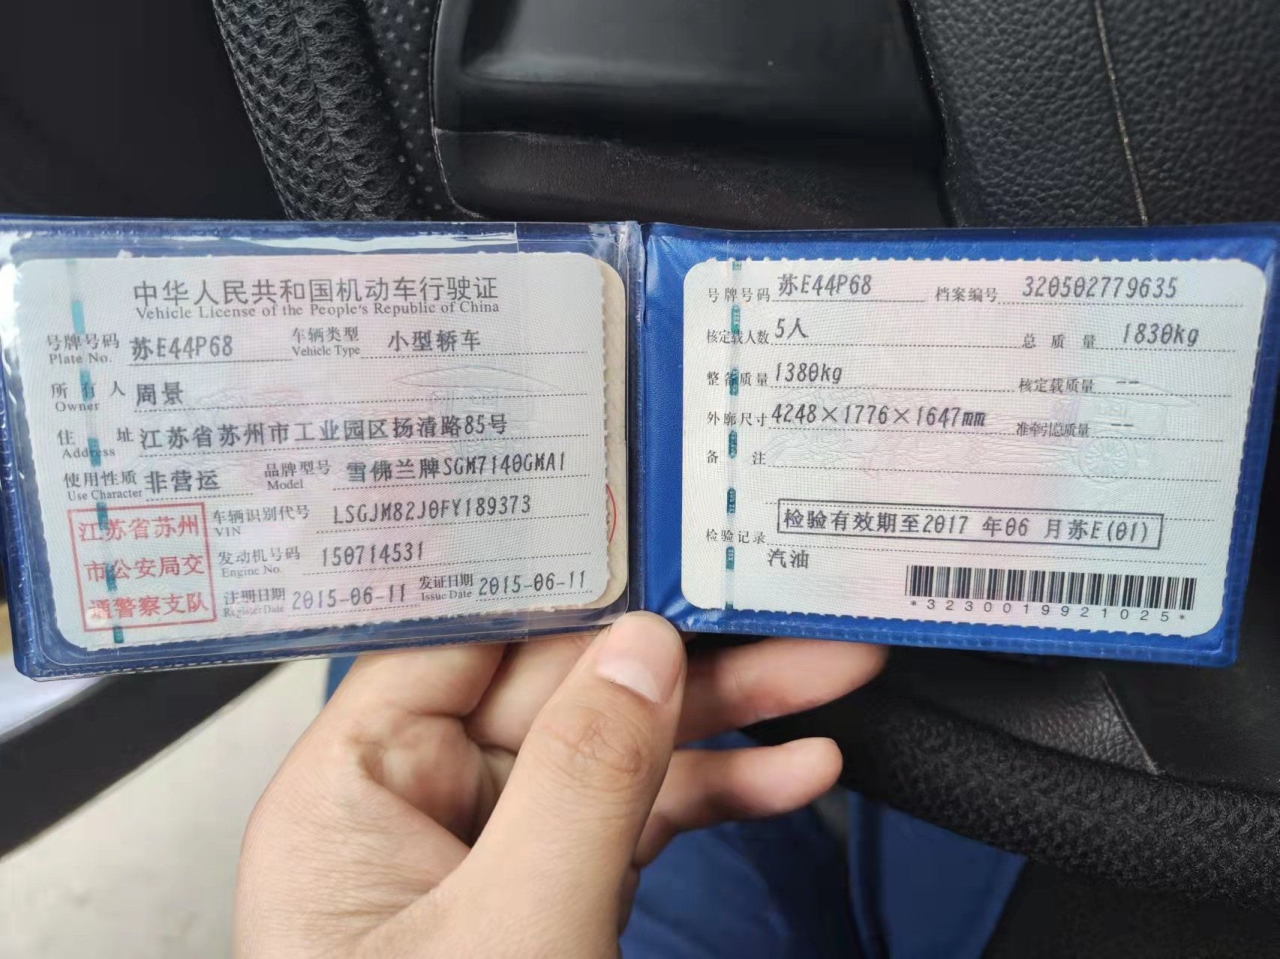 中华人民共和国机动车行驶证
Vehicle License of the People's Republic of China
号牌号码 Plate No. 苏E44P68 车辆类型 Vehicle Type 小型轿车
所有人 Owner 周景
住址 Address 江苏省苏州市工业园区扬清路85号
使用性质 Use Character 非营运 品牌型号 Model 雪佛兰牌SGM7140GMA1
江苏省苏州
市公安局交
通警察支队
车辆识别代号 VIN LSGJM82J0FY189373
发动机号码 Engine No. 150714531
注册日期 Register Date 2015-06-11 发证日期 Issue Date 2015-06-11
号牌号码 苏E44P68 档案编号 320502779635
核定载人数 5人 总质量 1830kg
整备质量 1380kg 核定载质量 --
外廓尺寸 4248×1776×1647mm 准牵引总质量 --
备注
检验记录 检验有效期至2017 年06 月苏E(01)
汽油
*3230019921025*